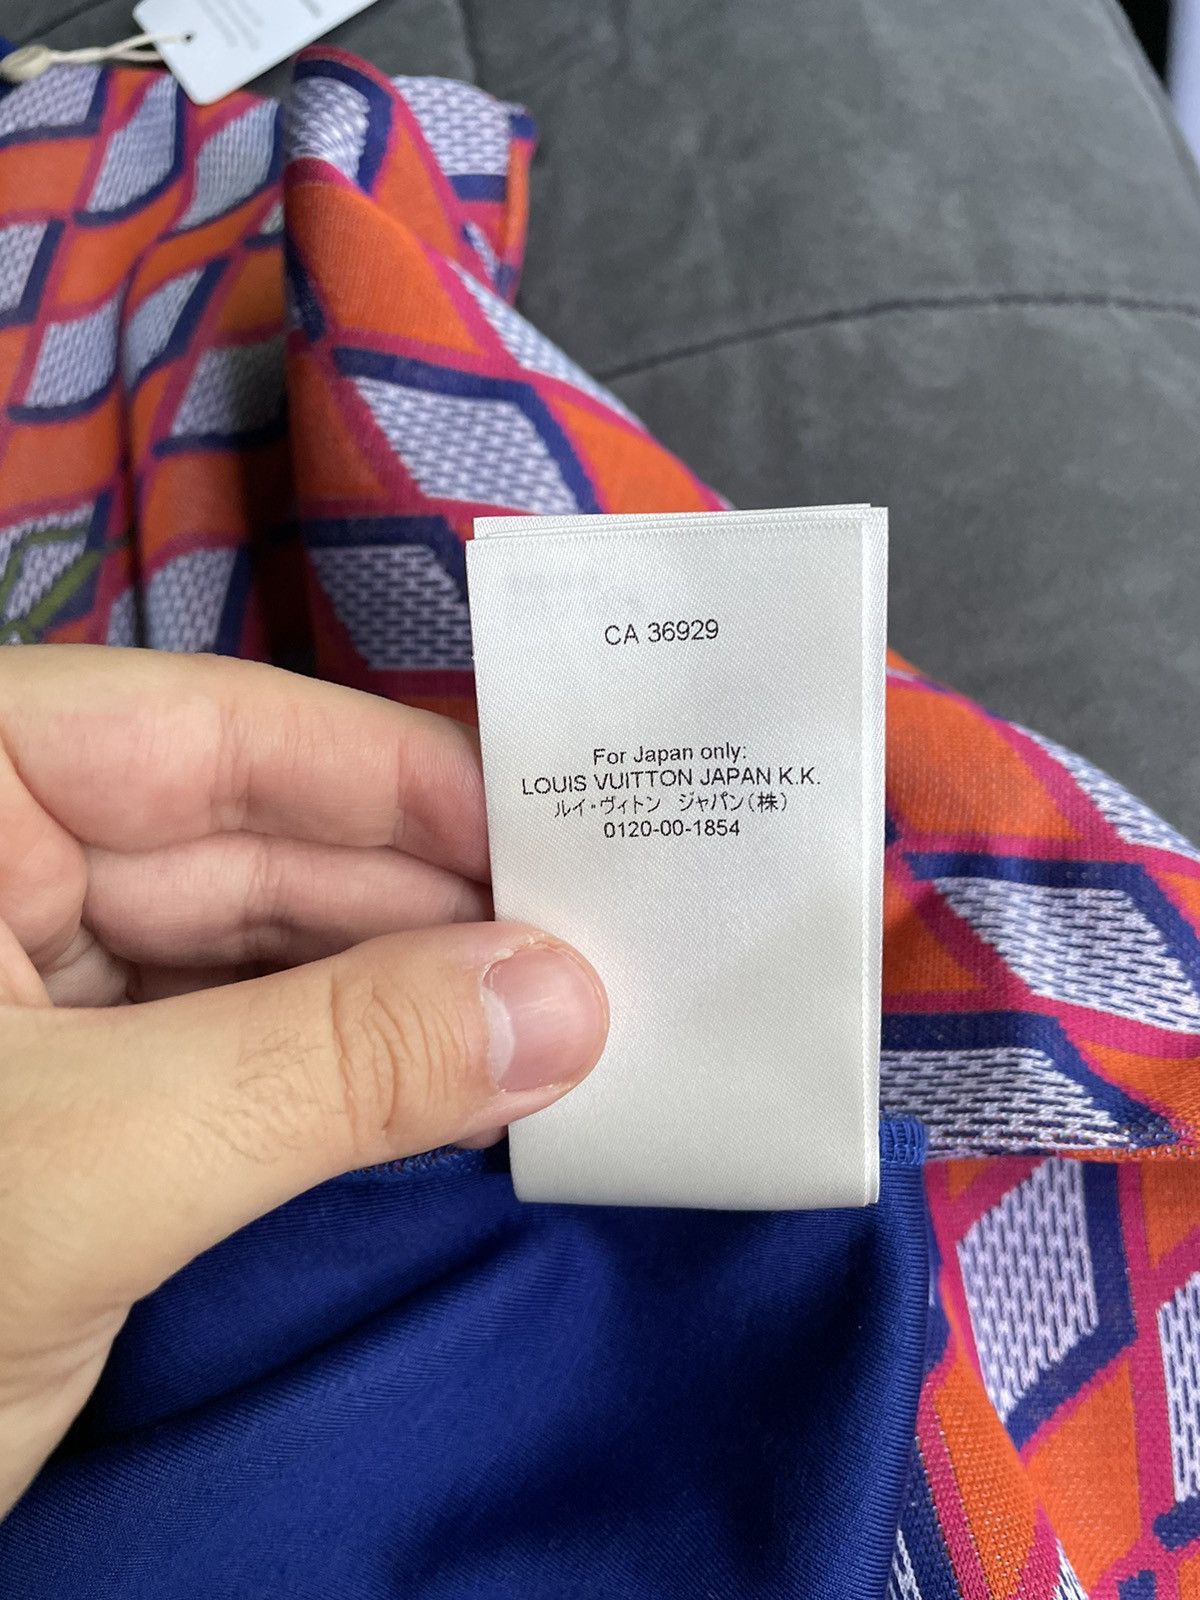 CA 36929
For Japan only:
LOUIS VUITTON JAPAN K.K.
ルイ・ヴィトン ジャパン(株)
0120-00-1854